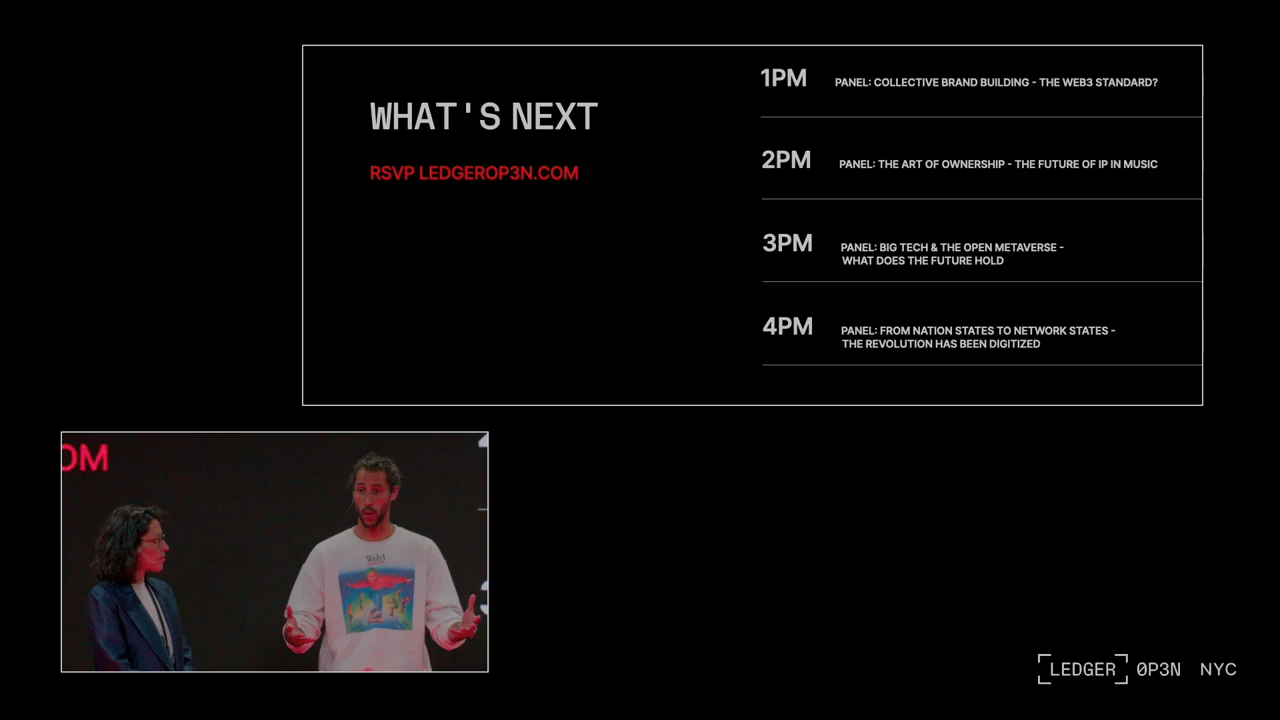 WHAT'S NEXT
RSVP LEDGEROP3N.COM
1PM PANEL: COLLECTIVE BRAND BUILDING - THE WEB3 STANDARD?
2PM PANEL: THE ART OF OWNERSHIP - THE FUTURE OF IP IN MUSIC
3PM PANEL: BIG TECH & THE OPEN METAVERSE -
WHAT DOES THE FUTURE HOLD
4PM PANEL: FROM NATION STATES TO NETWORK STATES -
THE REVOLUTION HAS BEEN DIGITIZED
OM
Web3
LEDGER 0P3N NYC